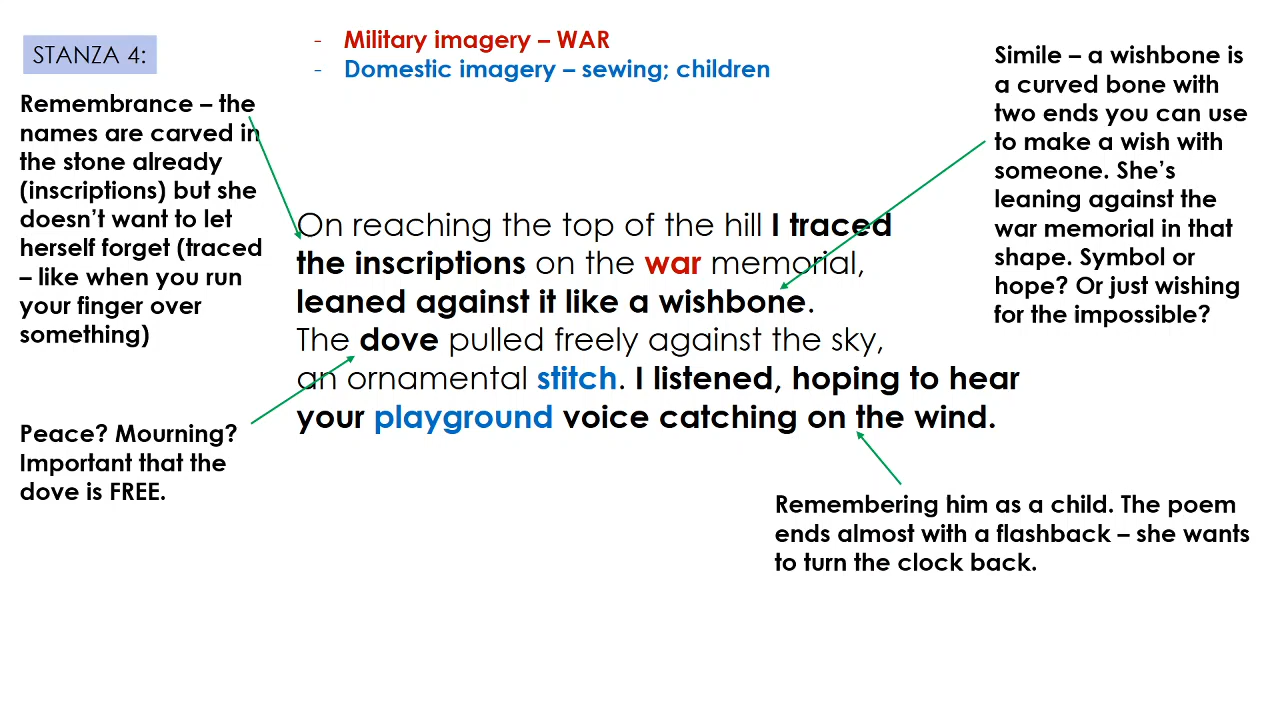 STANZA 4:
- Military imagery – WAR
- Domestic imagery – sewing; children
Remembrance – the
names are carved in
the stone already
(inscriptions) but she
doesn’t want to let
herself forget (traced
– like when you run
your finger over
something)
Simile – a wishbone is
a curved bone with
two ends you can use
to make a wish with
someone. She’s
leaning against the
war memorial in that
shape. Symbol or
hope? Or just wishing
for the impossible?
On reaching the top of the hill I traced
the inscriptions on the war memorial,
leaned against it like a wishbone.
The dove pulled freely against the sky,
an ornamental stitch. I listened, hoping to hear
your playground voice catching on the wind.
Peace? Mourning?
Important that the
dove is FREE.
Remembering him as a child. The poem
ends almost with a flashback – she wants
to turn the clock back.